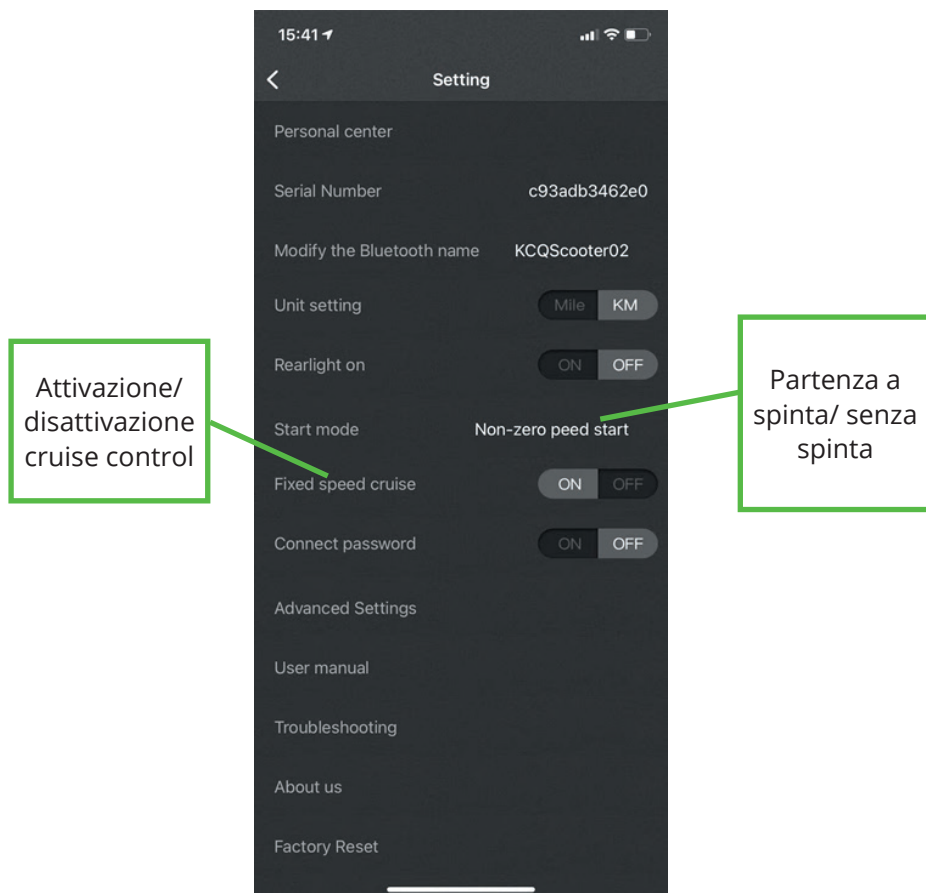 15:41
Setting
Personal center
Serial Number c93adb3462e0
Modify the Bluetooth name KCQScooter02
Unit setting Mile KM
Rearlight on ON OFF
Attivazione/
disattivazione
cruise control
Start mode Non-zero peed start
Partenza a
spinta/ senza
spinta
Fixed speed cruise ON OFF
Connect password ON OFF
Advanced Settings
User manual
Troubleshooting
About us
Factory Reset